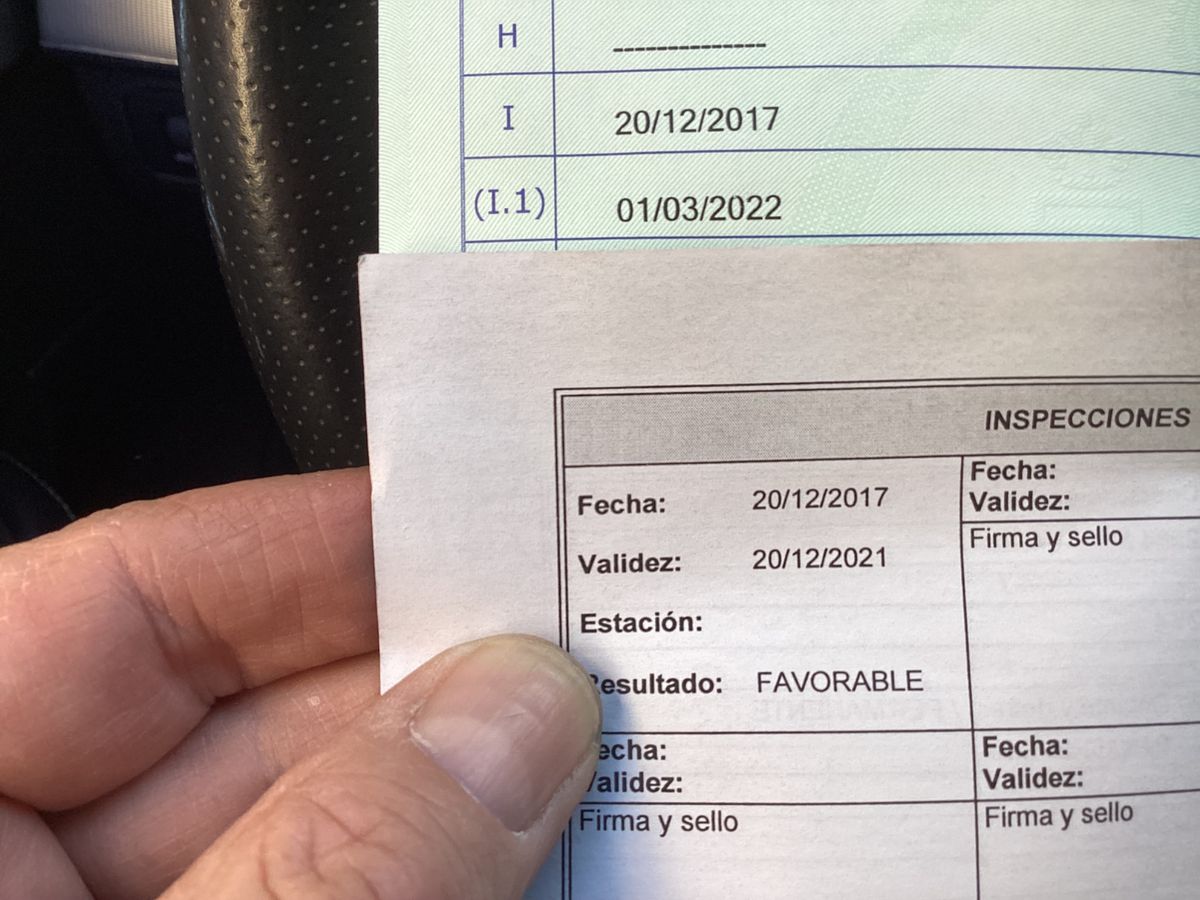 H --------------
I 20/12/2017
(I.1) 01/03/2022
INSPECCIONES
Fecha: 20/12/2017
Validez: 20/12/2021
Estación:
Resultado: FAVORABLE
Fecha:
Validez:
Firma y sello
Fecha:
Validez:
Firma y sello
Fecha:
Validez:
Firma y sello